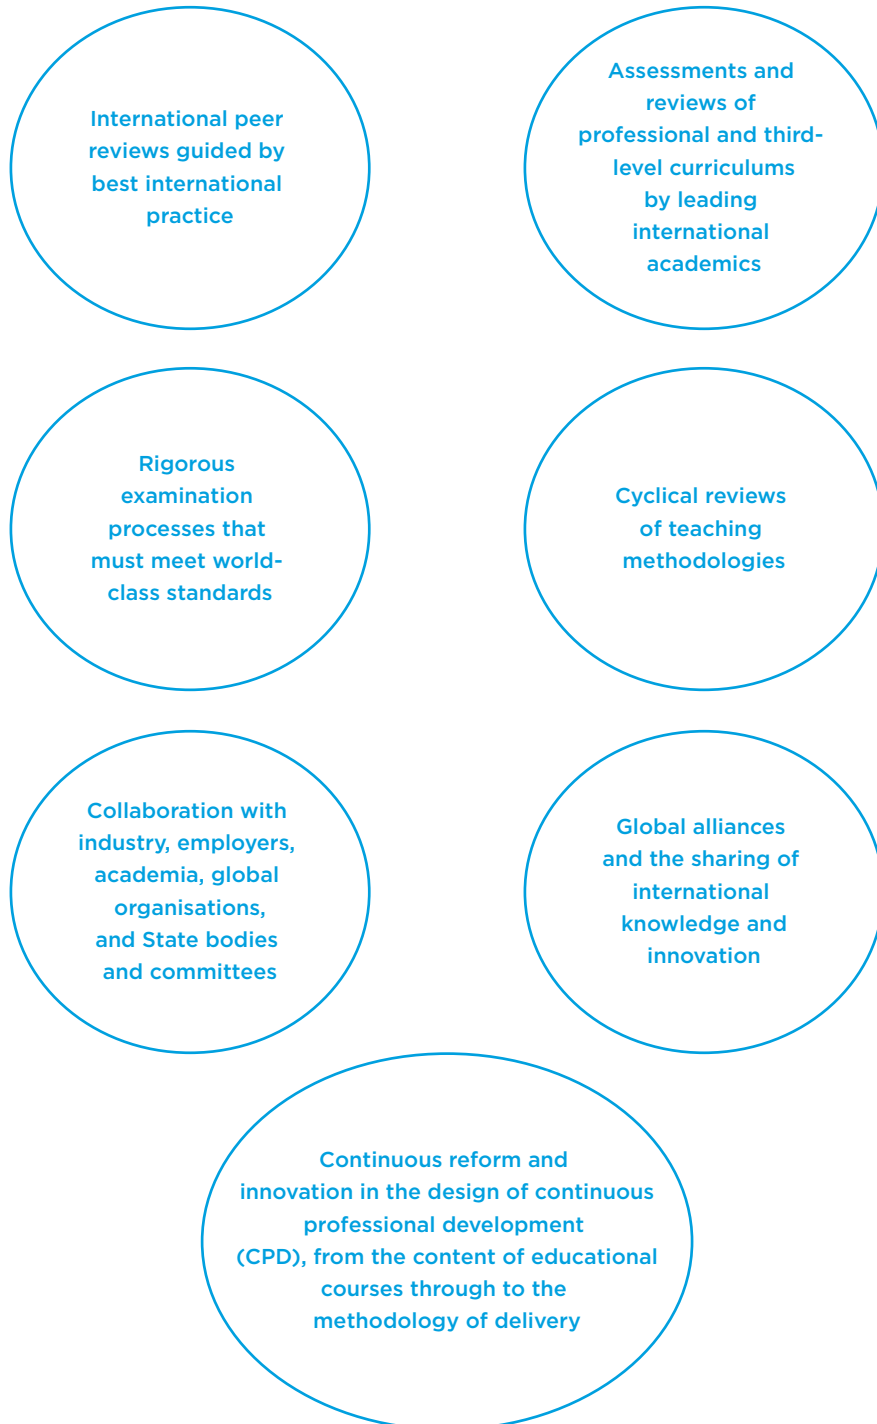 International peer
reviews guided by
best international
practice
Assessments and
reviews of
professional and third-
level curriculums
by leading
international
academics
Rigorous
examination
processes that
must meet world-
class standards
Cyclical reviews
of teaching
methodologies
Collaboration with
industry, employers,
academia, global
organisations,
and State bodies
and committees
Global alliances
and the sharing of
international
knowledge and
innovation
Continuous reform and
innovation in the design of continuous
professional development
(CPD), from the content of educational
courses through to the
methodology of delivery